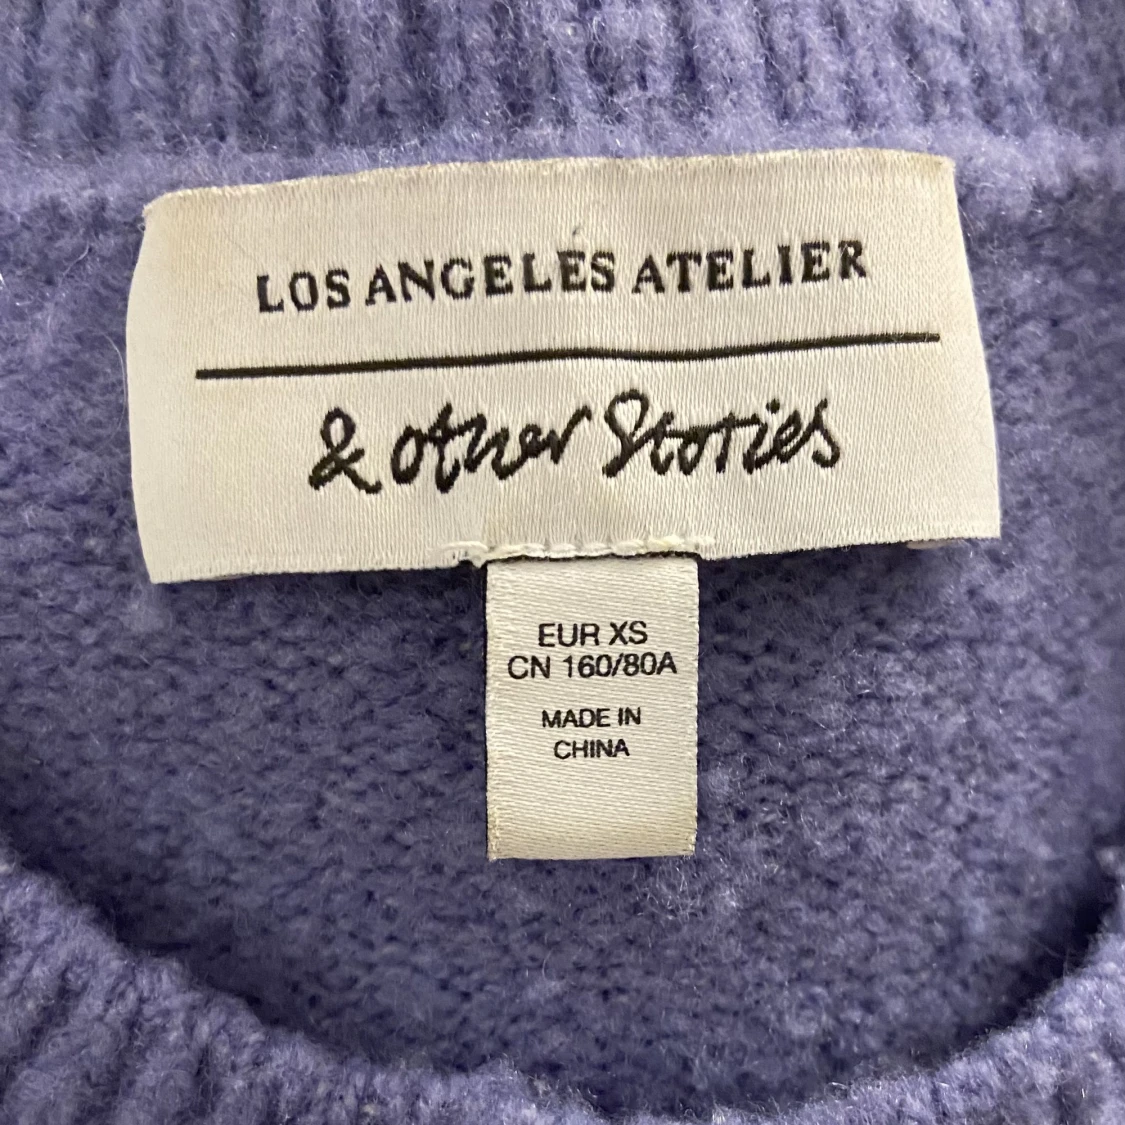 LOS ANGELES ATELIER
& other Stories
EUR XS
CN 160/80A
MADE IN
CHINA